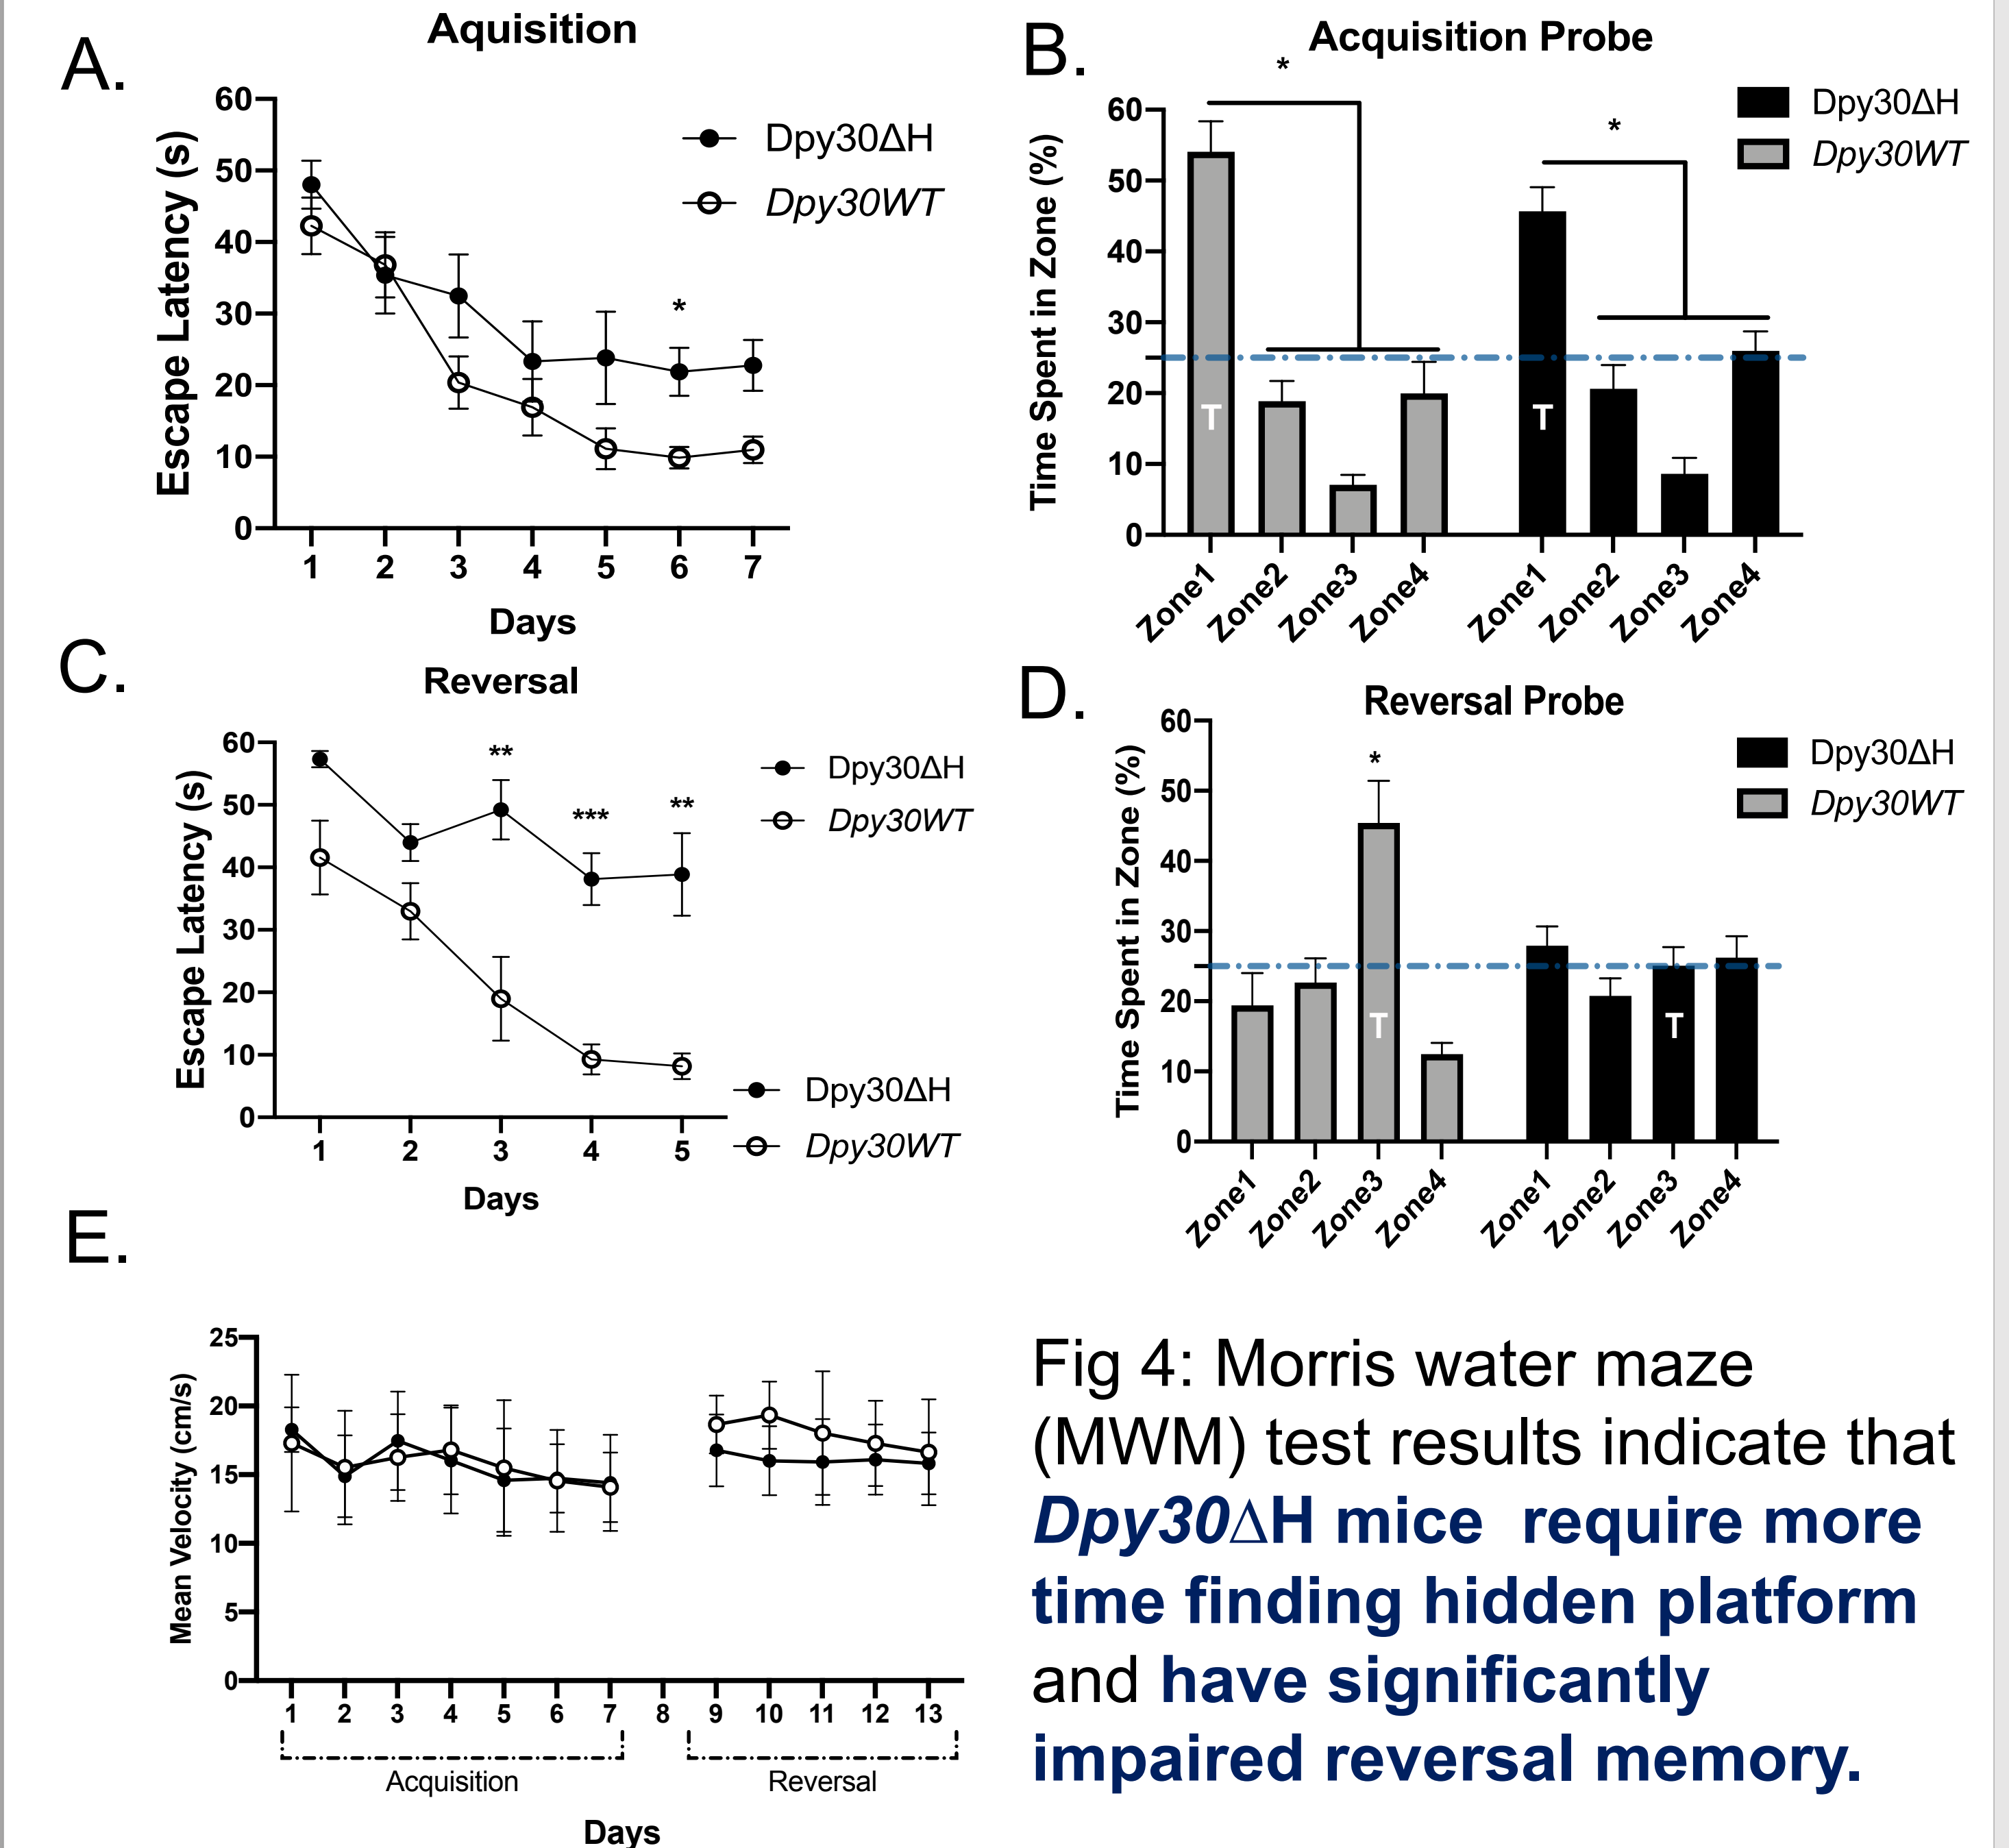 A.
Aquisition
Escape Latency (s)
60
50
40
30
20
10
0
*
Dpy30ΔH
Dpy30WT
1 2 3 4 5 6 7
Days
B.
Acquisition Probe
Time Spent in Zone (%)
60
50
40
30
20
10
0
*
*
T
T
Dpy30ΔH
Dpy30WT
Zone1 Zone2 Zone3 Zone4 Zone1 Zone2 Zone3 Zone4
C.
Reversal
Escape Latency (s)
60
50
40
30
20
10
0
**
***
**
Dpy30ΔH
Dpy30WT
Dpy30ΔH
Dpy30WT
1 2 3 4 5
Days
D.
Reversal Probe
Time Spent in Zone (%)
60
50
40
30
20
10
0
*
T
T
Dpy30ΔH
Dpy30WT
Zone1 Zone2 Zone3 Zone4 Zone1 Zone2 Zone3 Zone4
E.
Mean Velocity (cm/s)
25
20
15
10
5
0
1 2 3 4 5 6 7 8 9 10 11 12 13
Acquisition Reversal
Days
Fig 4: Morris water maze
(MWM) test results indicate that
Dpy30ΔH mice require more
time finding hidden platform
and have significantly
impaired reversal memory.